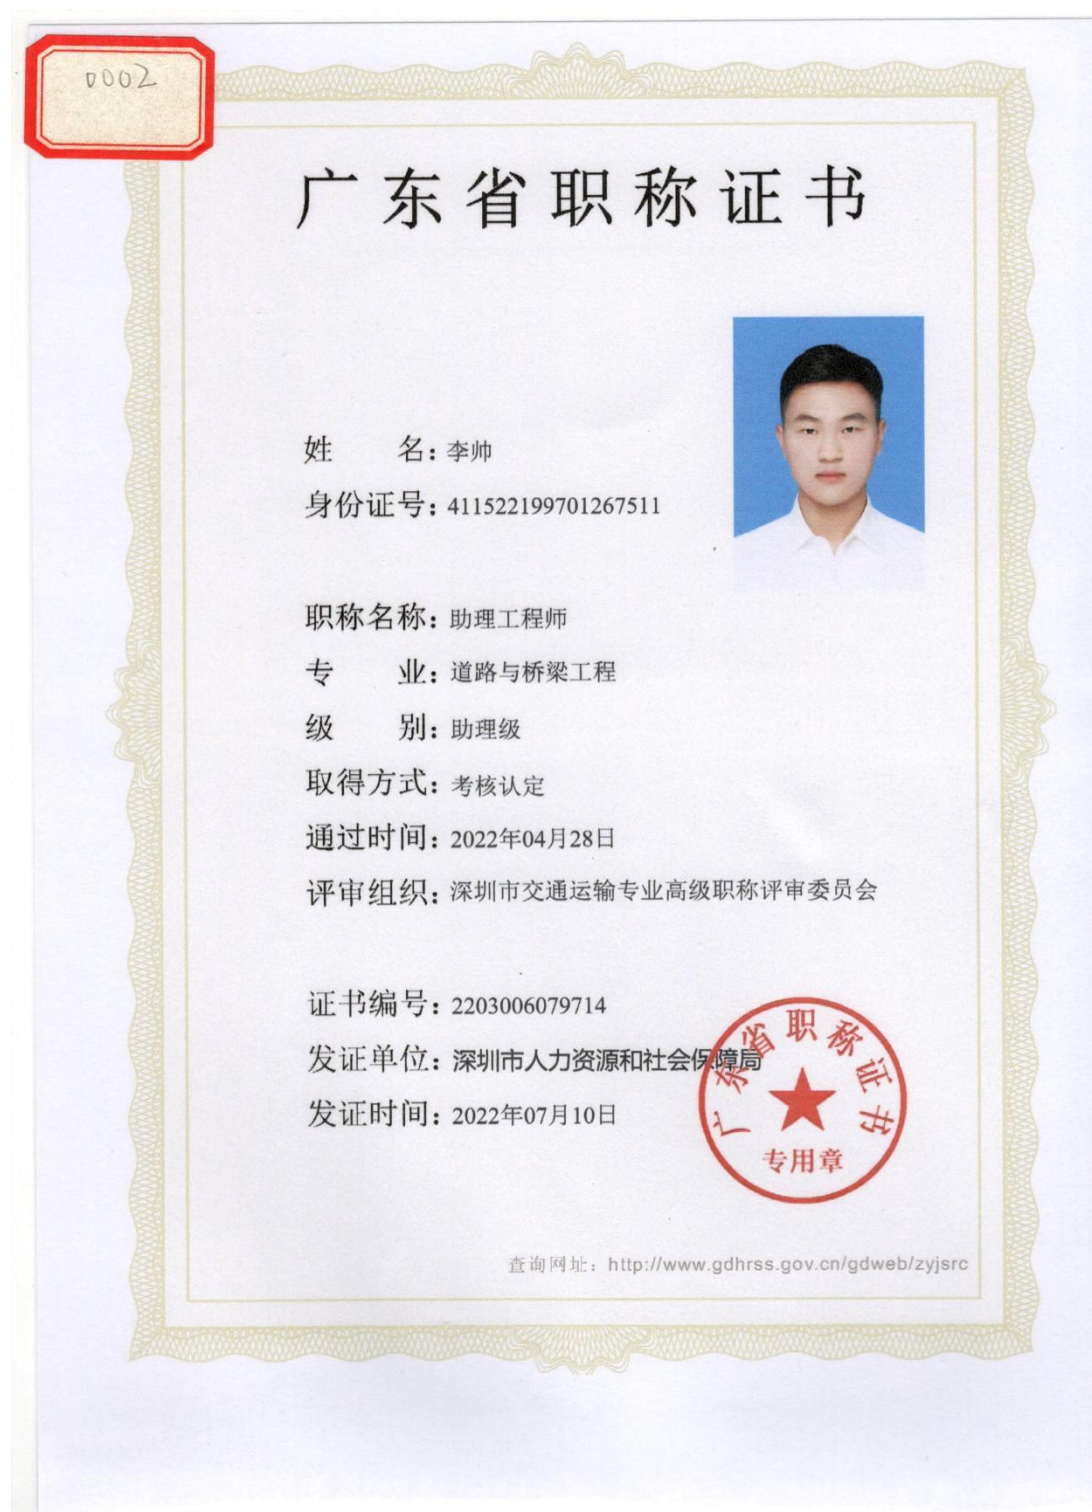 0002
广东省职称证书
姓　　名：李帅
身份证号：411522199701267511
职称名称：助理工程师
专　　业：道路与桥梁工程
级　　别：助理级
取得方式：考核认定
通过时间：2022年04月28日
评审组织：深圳市交通运输专业高级职称评审委员会
证书编号：2203006079714
发证单位：深圳市人力资源和社会保障局
发证时间：2022年07月10日
广东省职称证书
专用章
查询网址：http://www.gdhrss.gov.cn/gdweb/zyjsrc